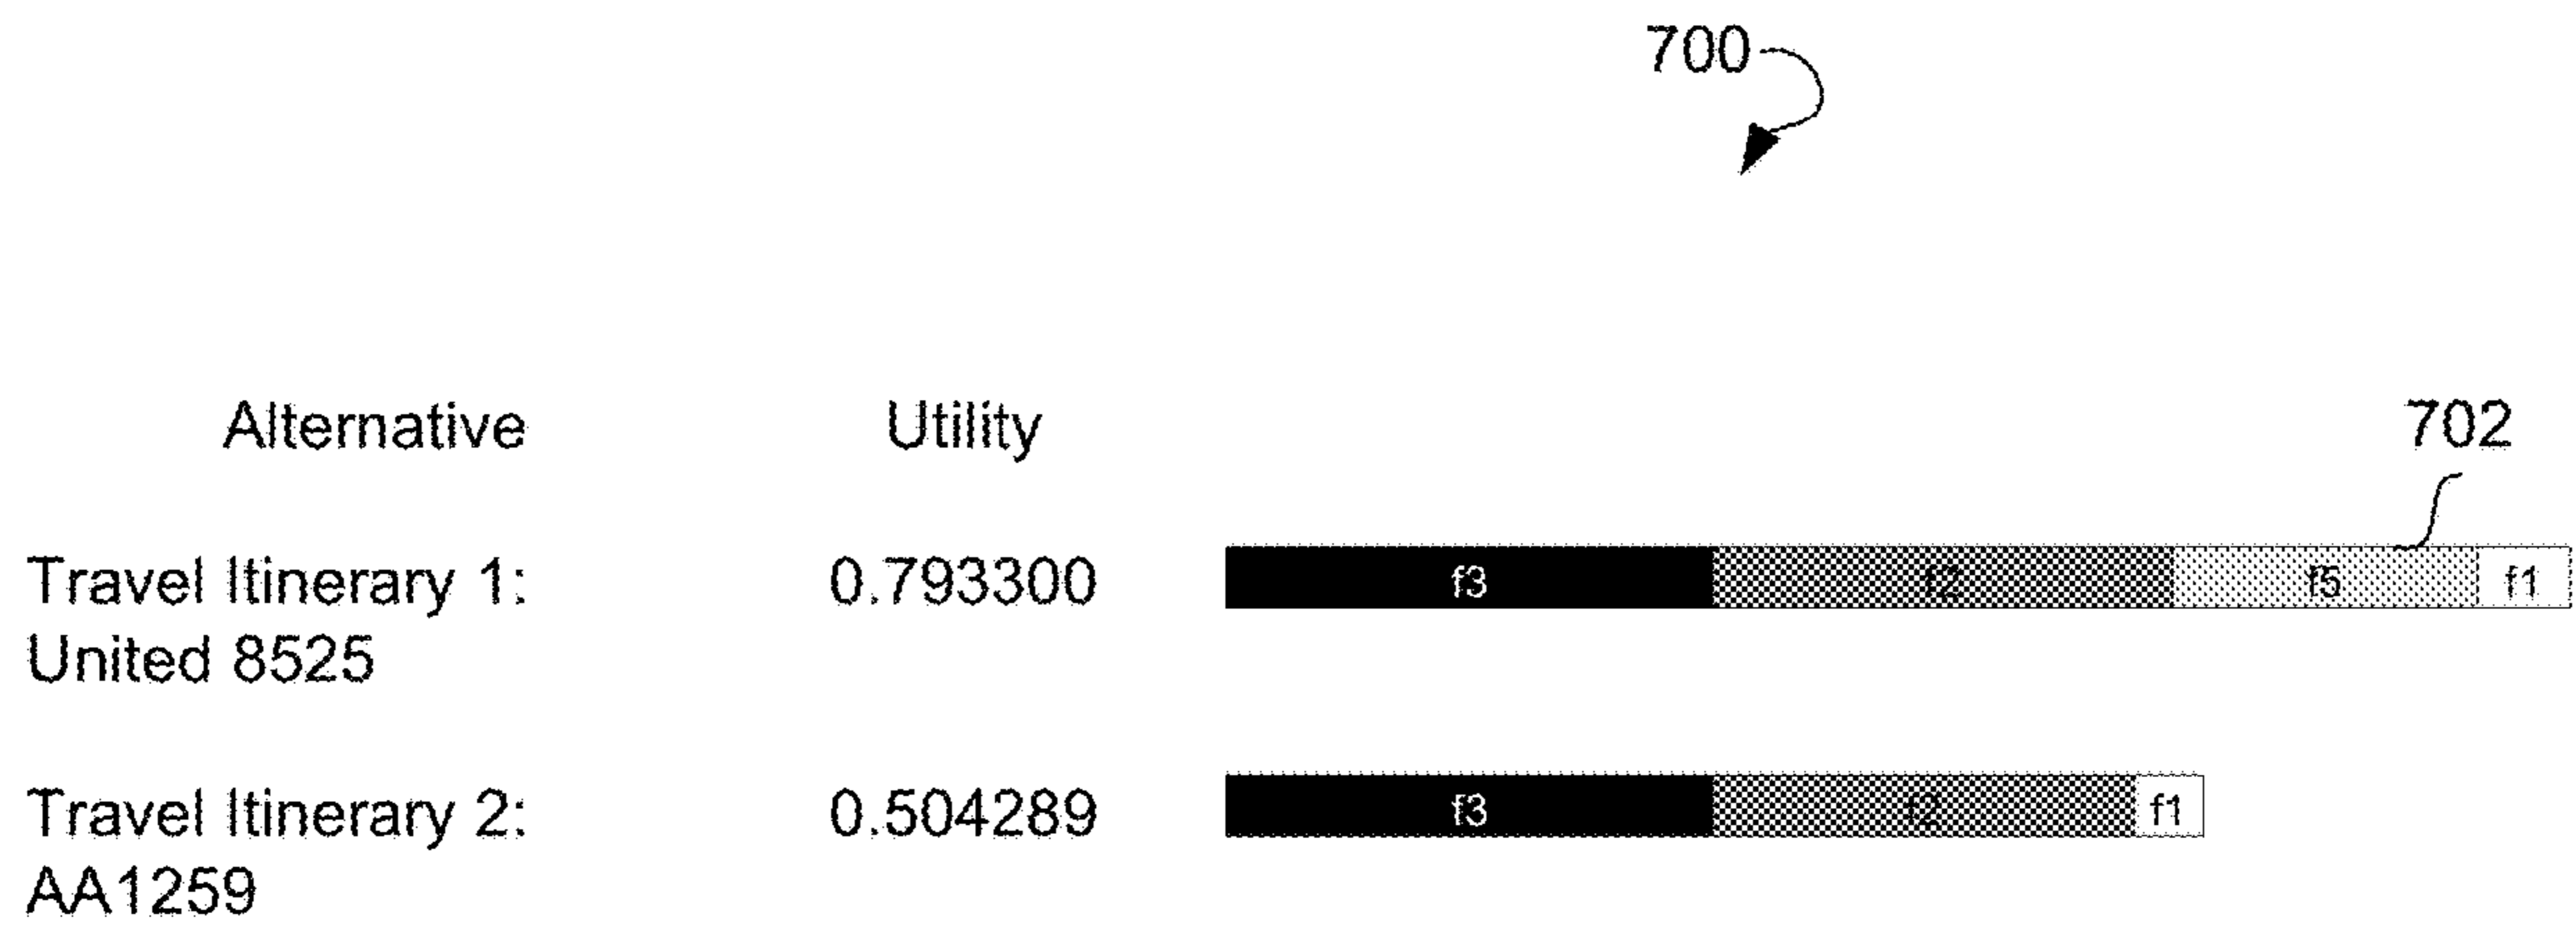 700
Alternative Utility 702
Travel Itinerary 1: 0.793300 f3 f2 f5 f1
United 8525
Travel Itinerary 2: 0.504289 f3 f2 f1
AA1259